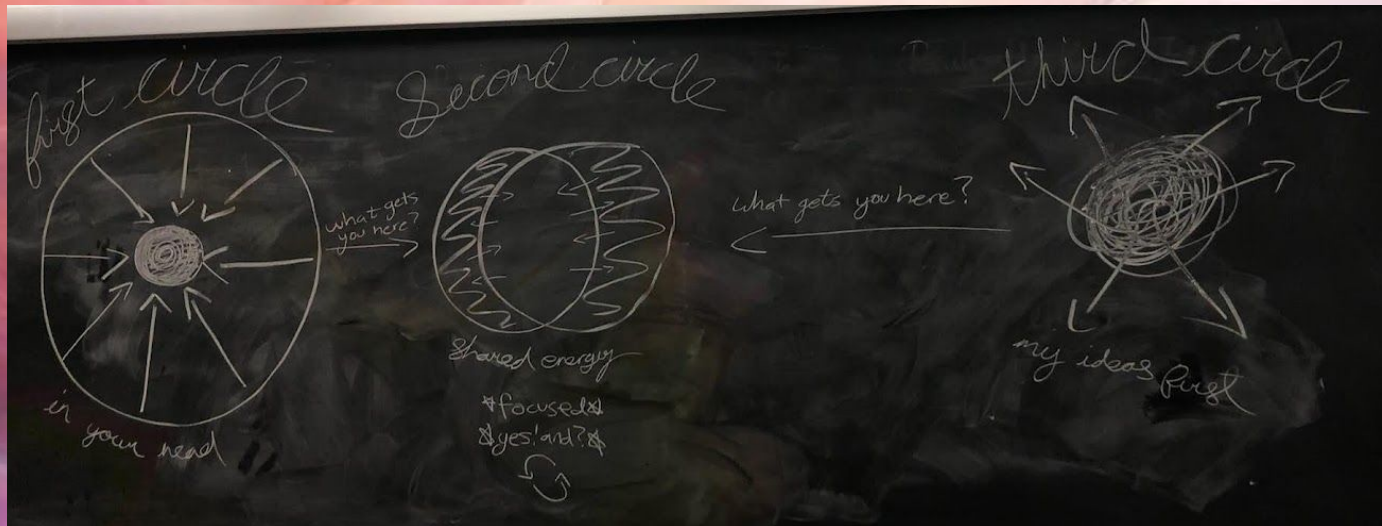 first circle
in your head
what gets
you here?
Second circle
Shared energy
☆focused☆
☆yes! and?☆
What gets you here?
third circle
my ideas first